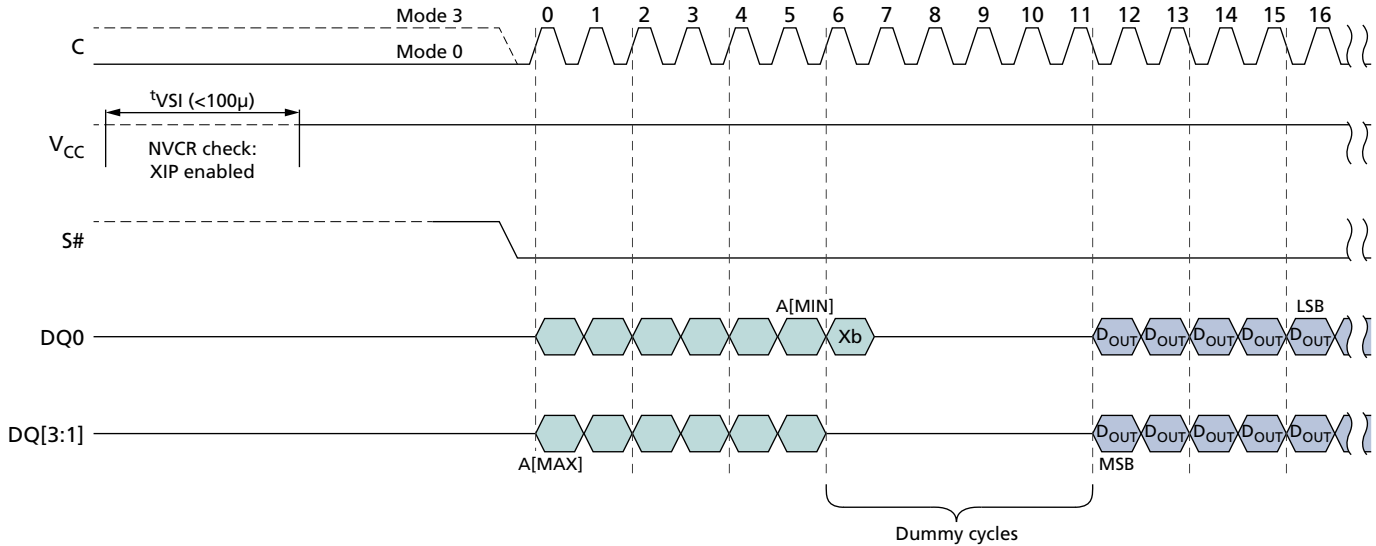 Mode 3
0 1 2 3 4 5 6 7 8 9 10 11 12 13 14 15 16
C
Mode 0
tVSI (<100µ)
VCC
NVCR check:
XIP enabled
S#
A[MIN]
LSB
DQ0
Xb
DOUT DOUT DOUT DOUT DOUT
DQ[3:1]
DOUT DOUT DOUT DOUT DOUT
A[MAX]
MSB
Dummy cycles